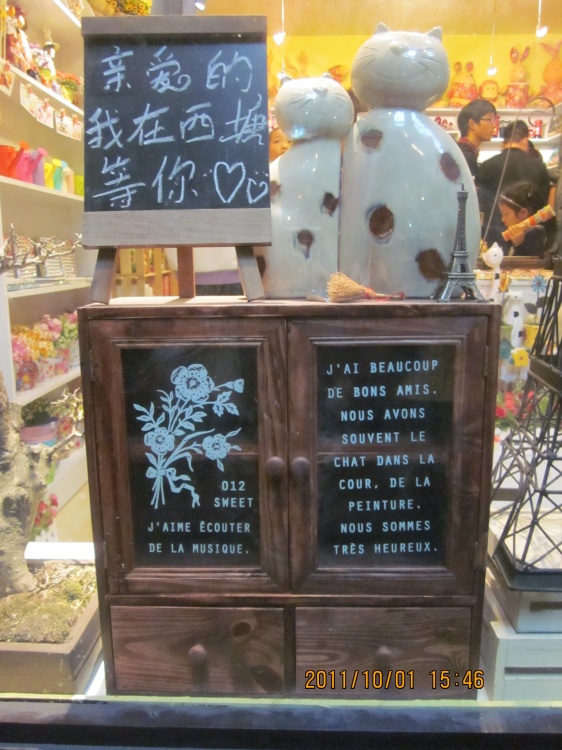 亲爱的
我在西塘
等你♡♡
012
SWEET
J'AIME ÉCOUTER
DE LA MUSIQUE.
J'AI BEAUCOUP
DE BONS AMIS.
NOUS AVONS
SOUVENT LE
CHAT DANS LA
COUR, DE LA
PEINTURE.
NOUS SOMMES
TRÈS HEUREUX.
2011/10/01 15:46